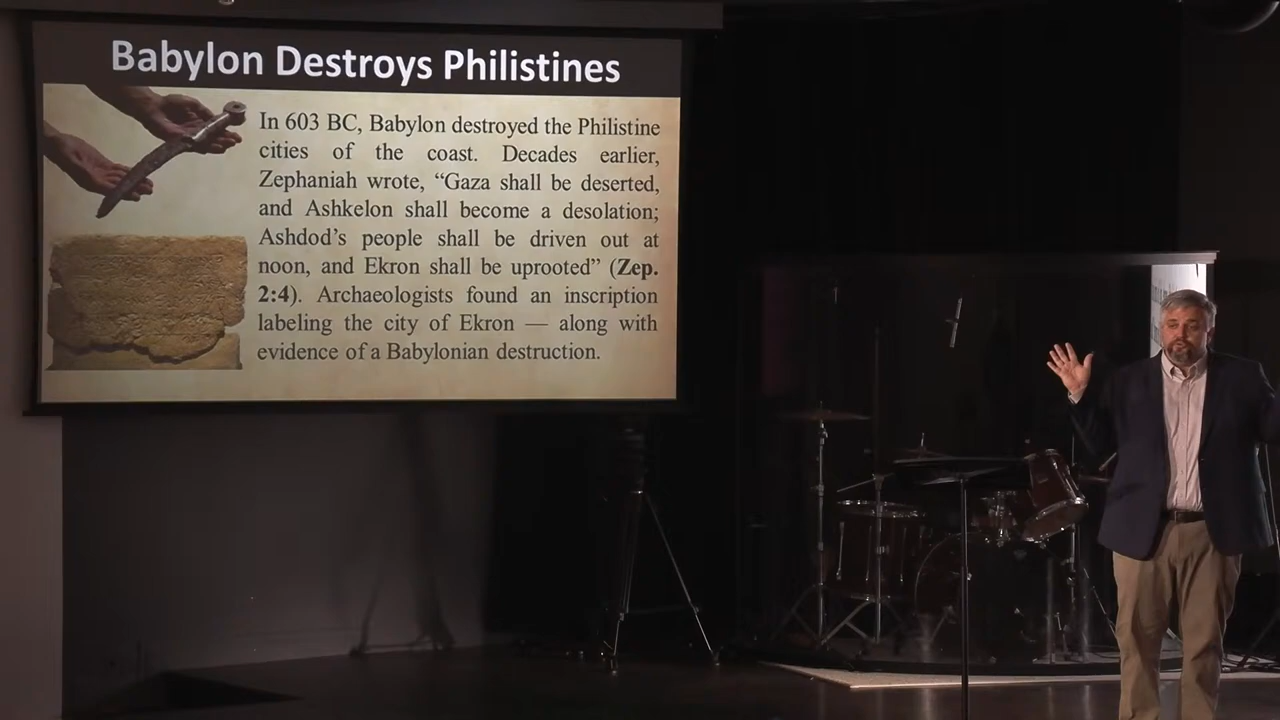 Babylon Destroys Philistines
In 603 BC, Babylon destroyed the Philistine
cities of the coast. Decades earlier,
Zephaniah wrote, “Gaza shall be deserted,
and Ashkelon shall become a desolation;
Ashdod’s people shall be driven out at
noon, and Ekron shall be uprooted” (Zep.
2:4). Archaeologists found an inscription
labeling the city of Ekron — along with
evidence of a Babylonian destruction.